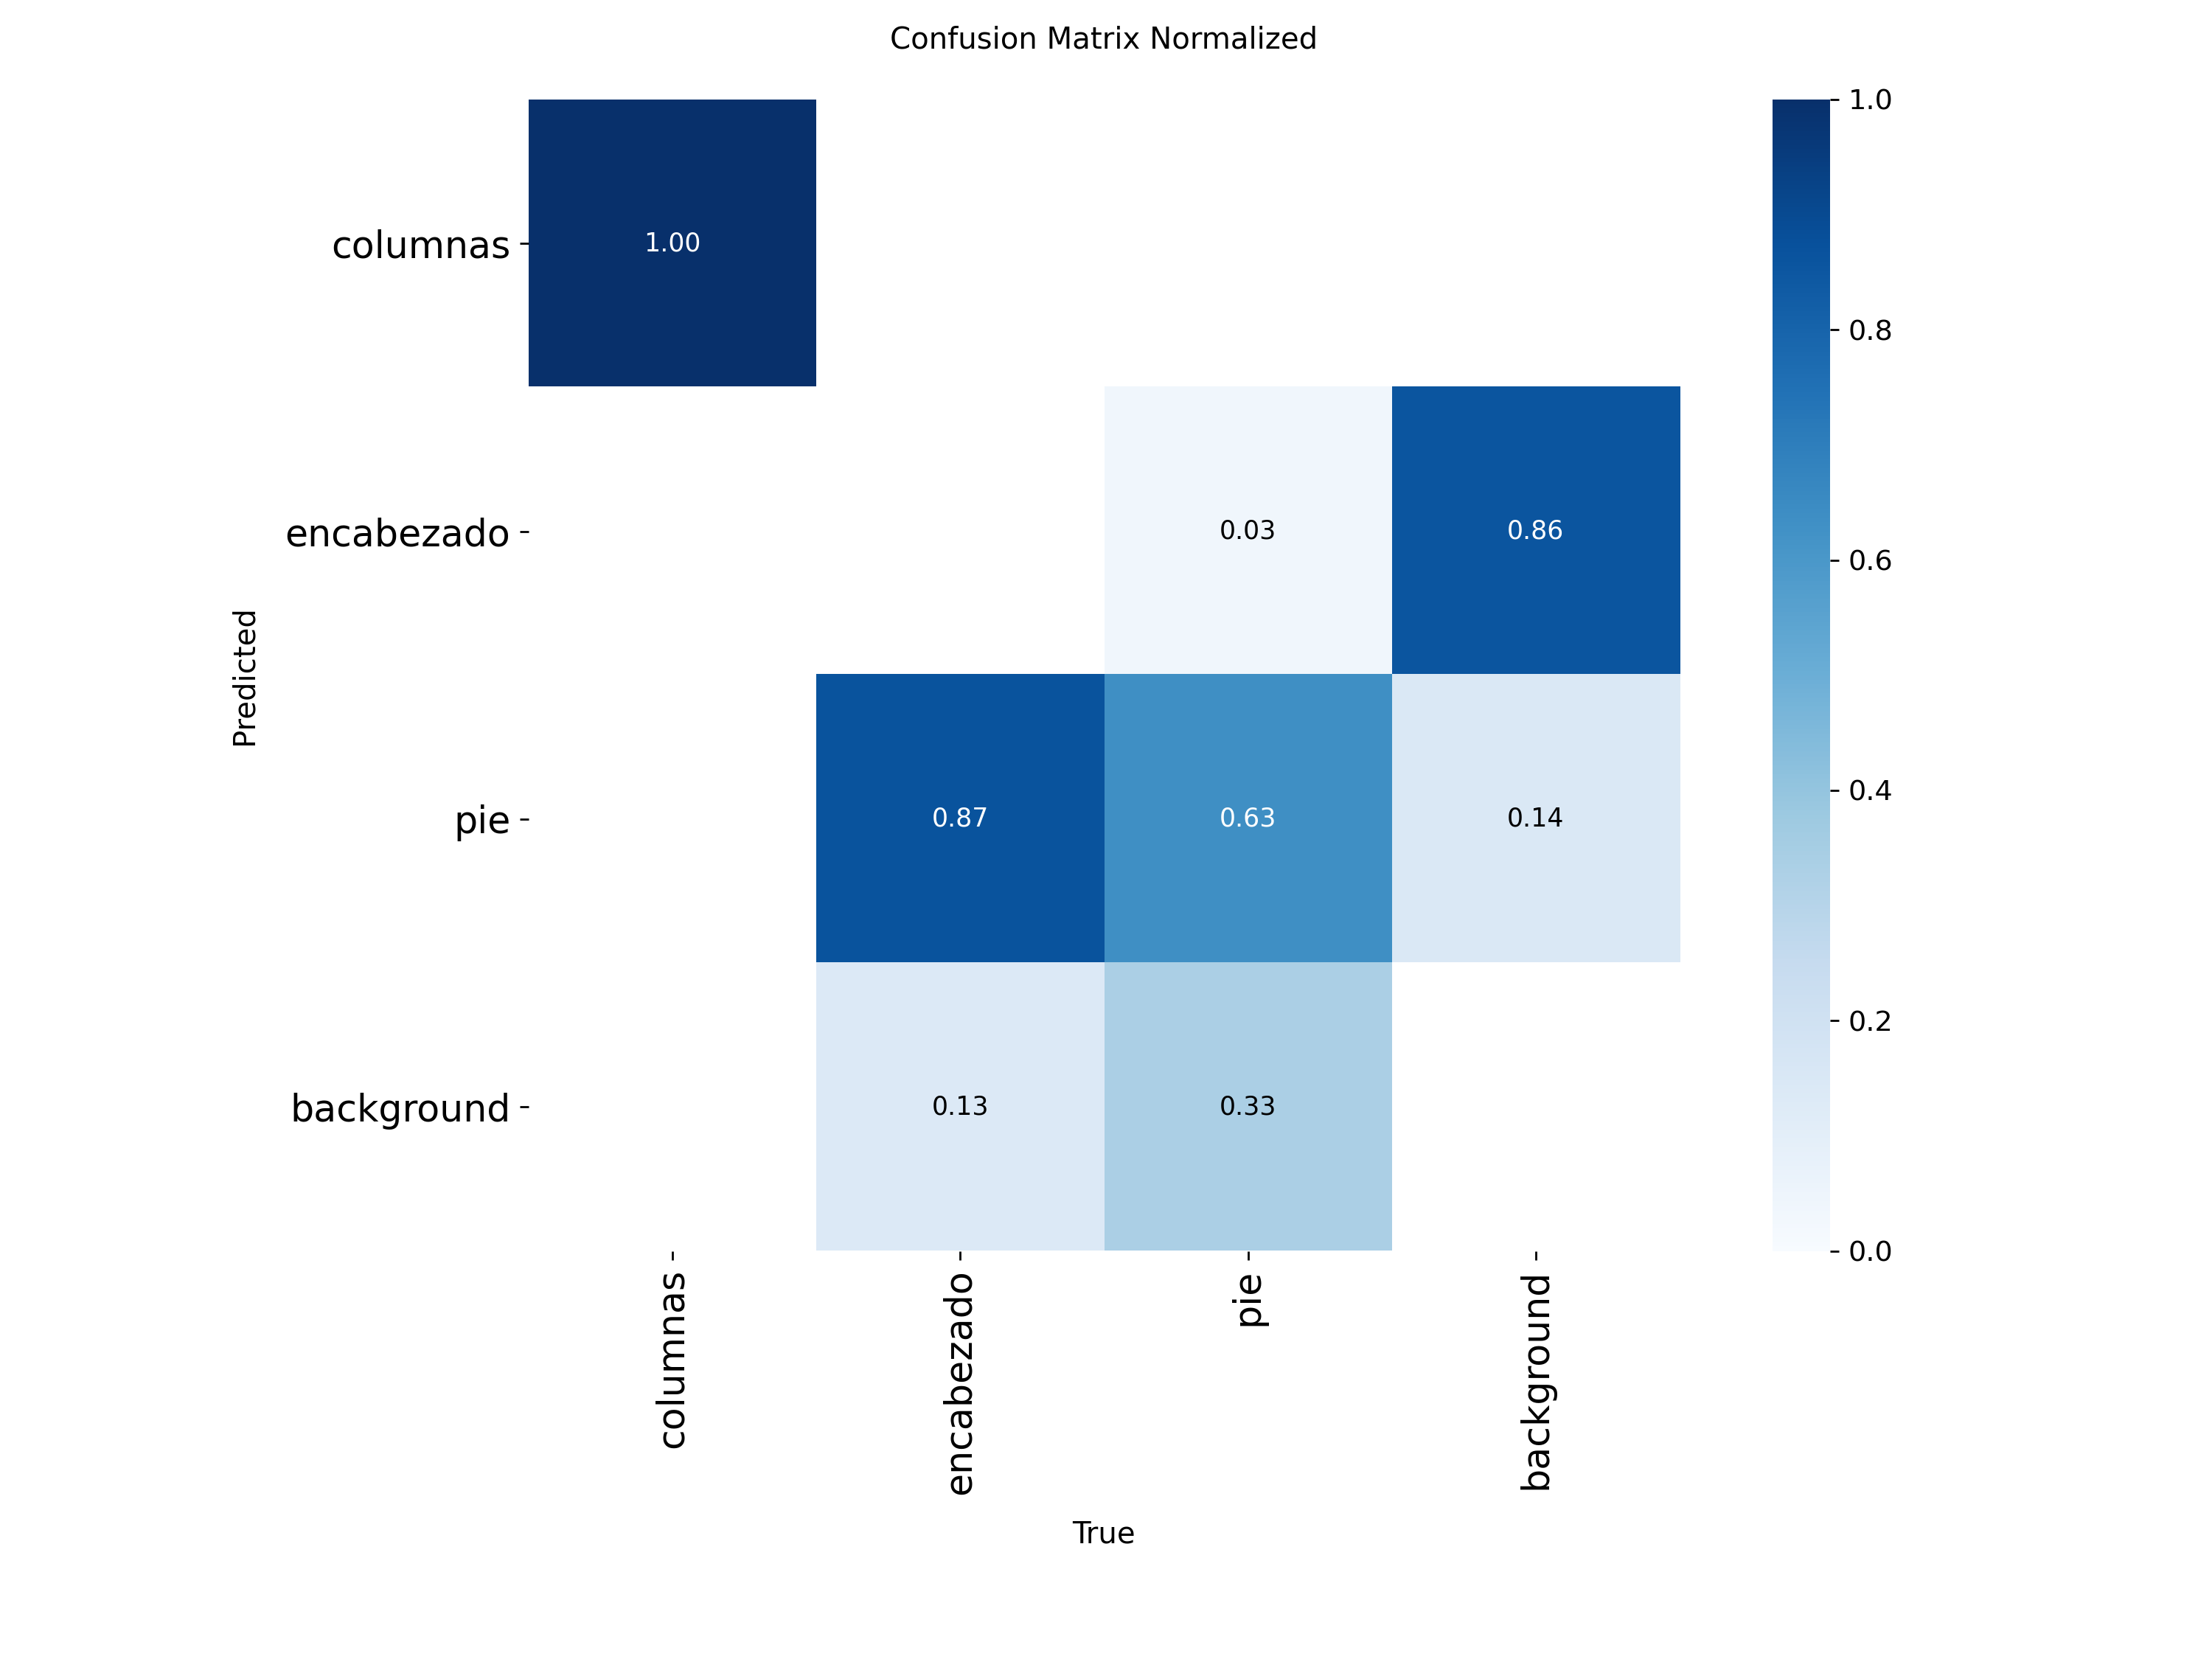 Confusion Matrix Normalized
1.0
columnas
1.00
0.8
encabezado
0.03
0.86
0.6
Predicted
pie
0.87
0.63
0.14
0.4
0.2
background
0.13
0.33
0.0
columnas
encabezado
pie
background
True